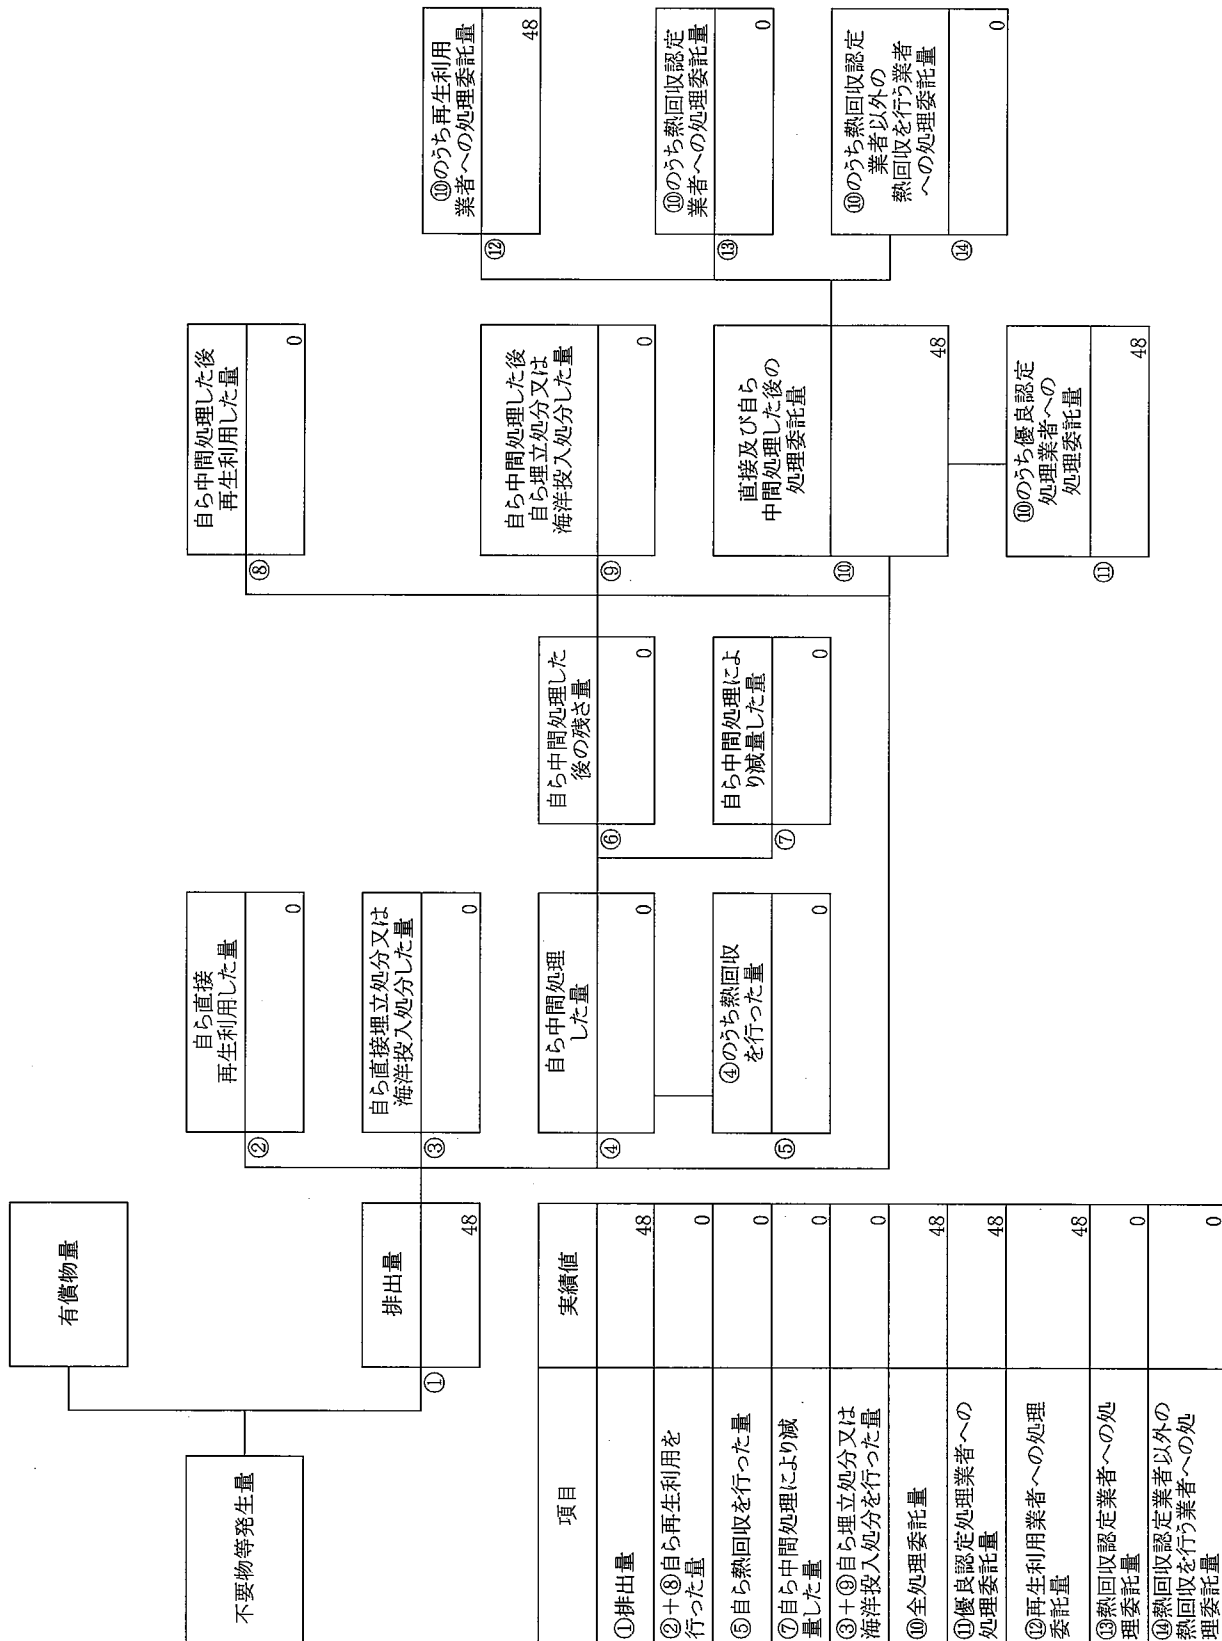 不要物等発生量
有償物量
①
排出量
48
②
自ら直接
再生利用した量
0
③
自ら直接埋立処分又は
海洋投入処分した量
0
④
自ら中間処理
した量
0
⑤
④のうち熱回収
を行った量
0
⑥
自ら中間処理した
後の残さ量
0
⑦
自ら中間処理によ
り減量した量
0
⑧
自ら中間処理した後
再生利用した量
0
⑨
自ら中間処理した後
自ら埋立処分又は
海洋投入処分した量
0
⑩
直接及び自ら
中間処理した後の
処理委託量
48
⑪
⑩のうち優良認定
処理業者への
処理委託量
48
⑫
⑩のうち再生利用
業者への処理委託量
48
⑬
⑩のうち熱回収認定
業者への処理委託量
0
⑭
⑩のうち熱回収認定
業者以外の
熱回収を行う業者
への処理委託量
0
項目 実績値
①排出量 48
②+⑧自ら再生利用を
行った量 0
⑤自ら熱回収を行った量 0
⑦自ら中間処理により減
量した量 0
③+⑨自ら埋立処分又は
海洋投入処分を行った量 0
⑩全処理委託量 48
⑪優良認定処理業者への
処理委託量 48
⑫再生利用業者への処理
委託量 48
⑬熱回収認定業者への処
理委託量 0
⑭熱回収認定業者以外の
熱回収を行う業者への処
理委託量 0